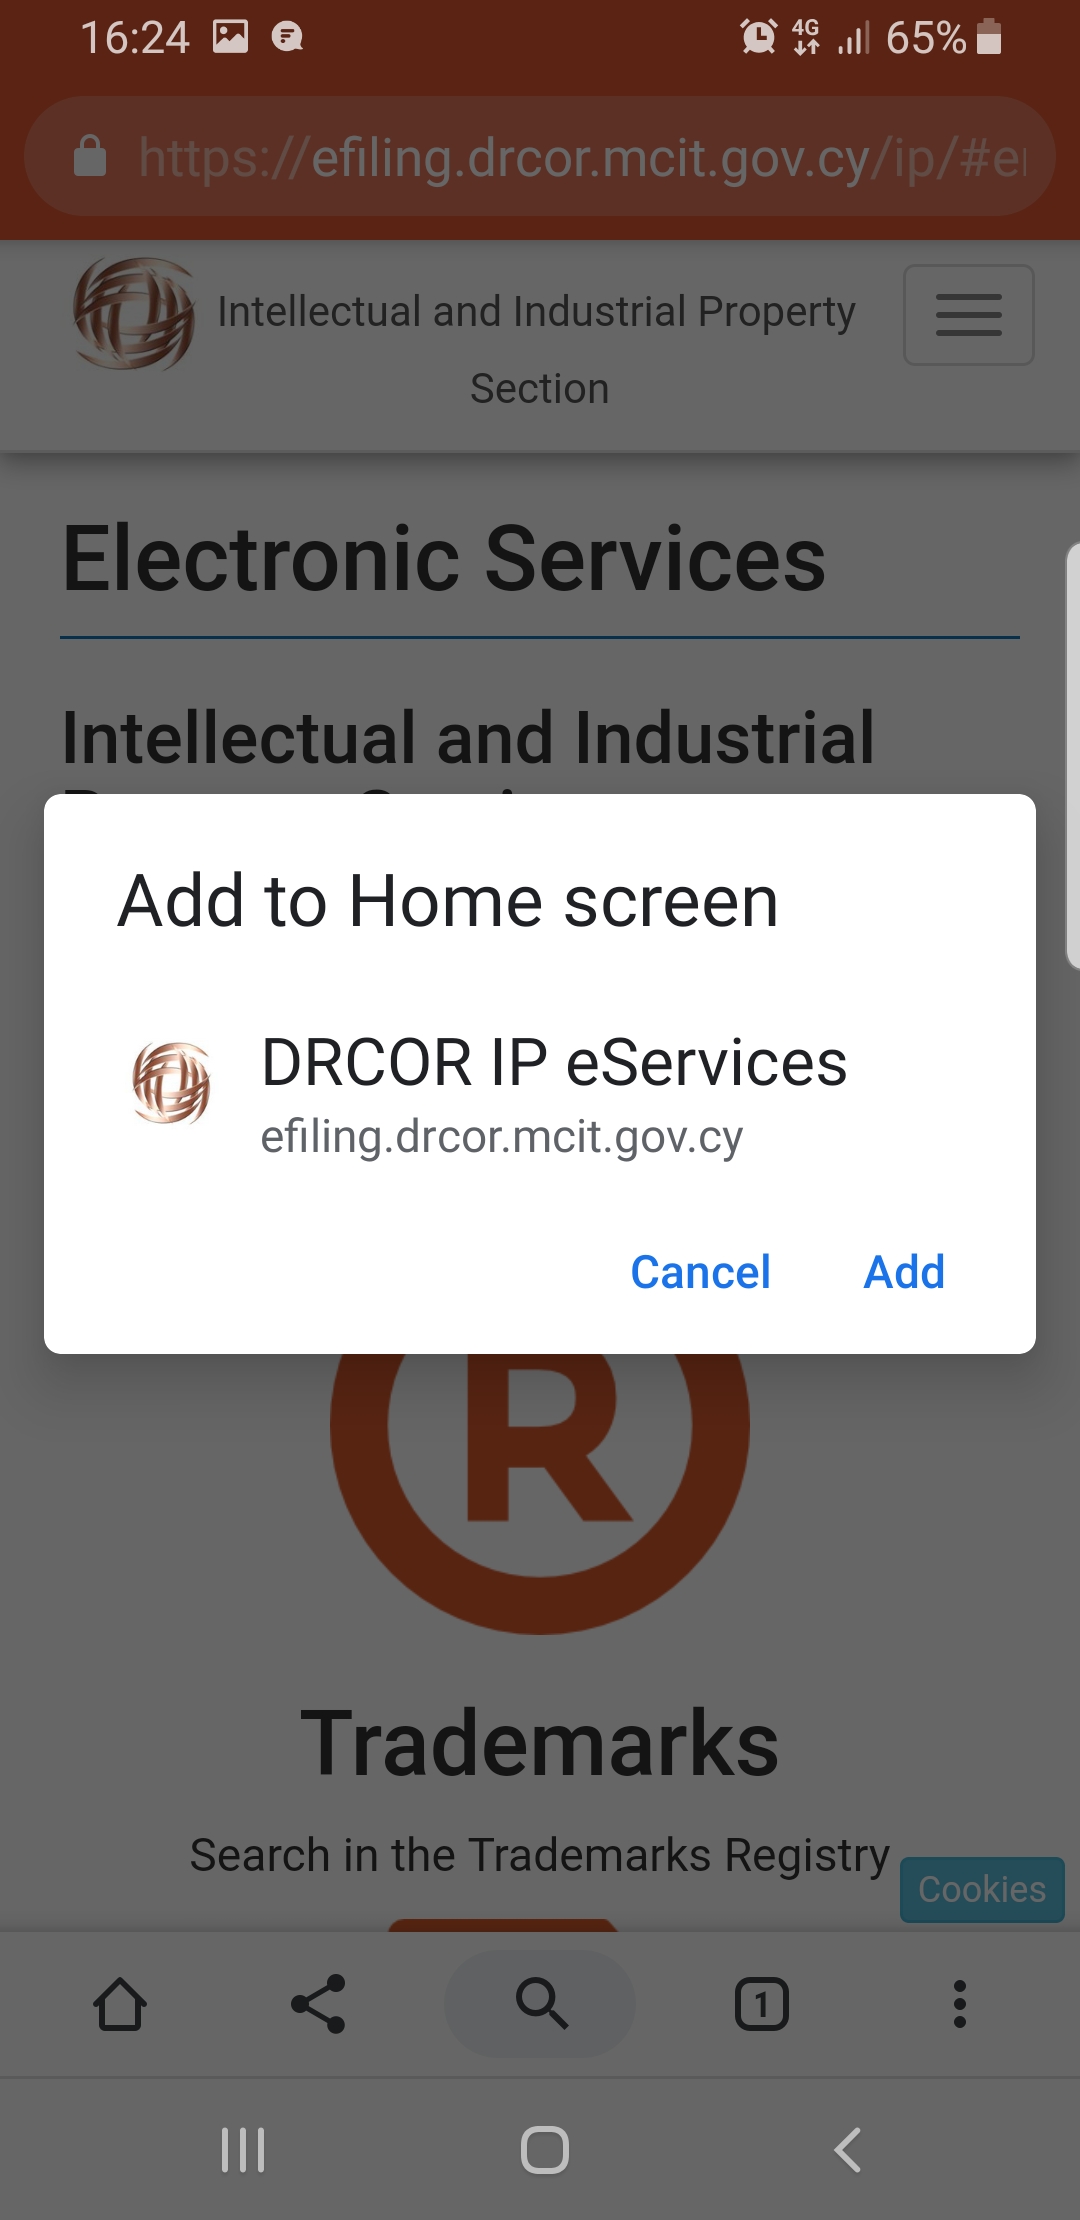 16:24
4G
65%
https://efiling.drcor.mcit.gov.cy/ip/#e
Intellectual and Industrial Property
Section
Electronic Services
Intellectual and Industrial
Add to Home screen
DRCOR IP eServices
efiling.drcor.mcit.gov.cy
Cancel
Add
R
Trademarks
Search in the Trademarks Registry
Cookies
1